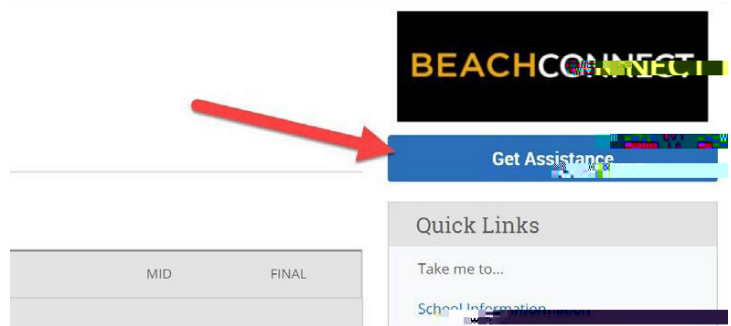 BEACHCONNECT
Get Assistance
Quick Links
MID FINAL
Take me to...
School Information